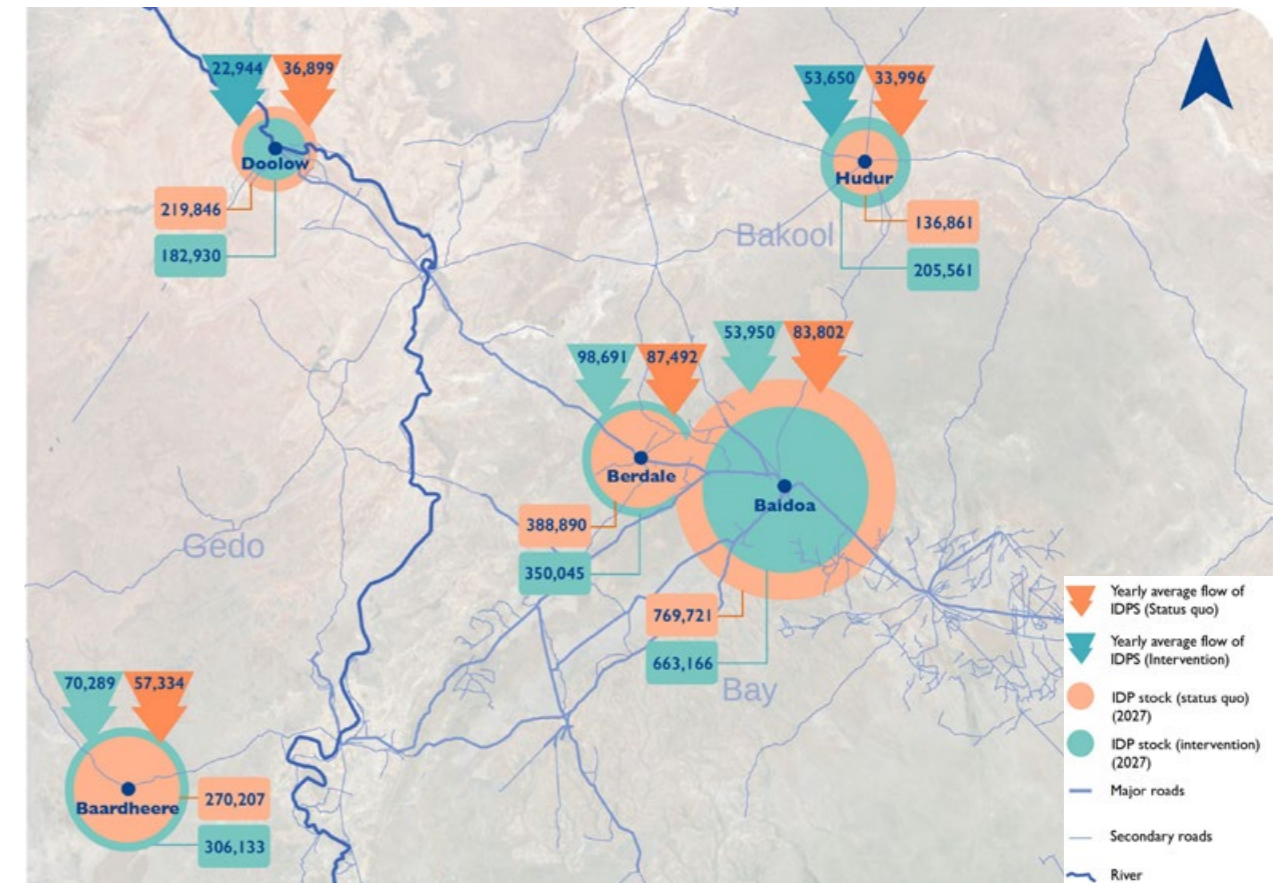 22,944
36,899
Doolow
219,846
182,930
53,650
33,996
Hudur
136,861
205,561
Bakool
98,691
87,492
53,950
83,802
Berdale
Baidoa
388,890
350,045
769,721
663,166
Gedo
Bay
70,289
57,334
Baardheere
270,207
306,133
Yearly average flow of
IDPS (Status quo)
Yearly average flow of
IDPS (Intervention)
IDP stock (status quo)
(2027)
IDP stock (intervention)
(2027)
Major roads
Secondary roads
River